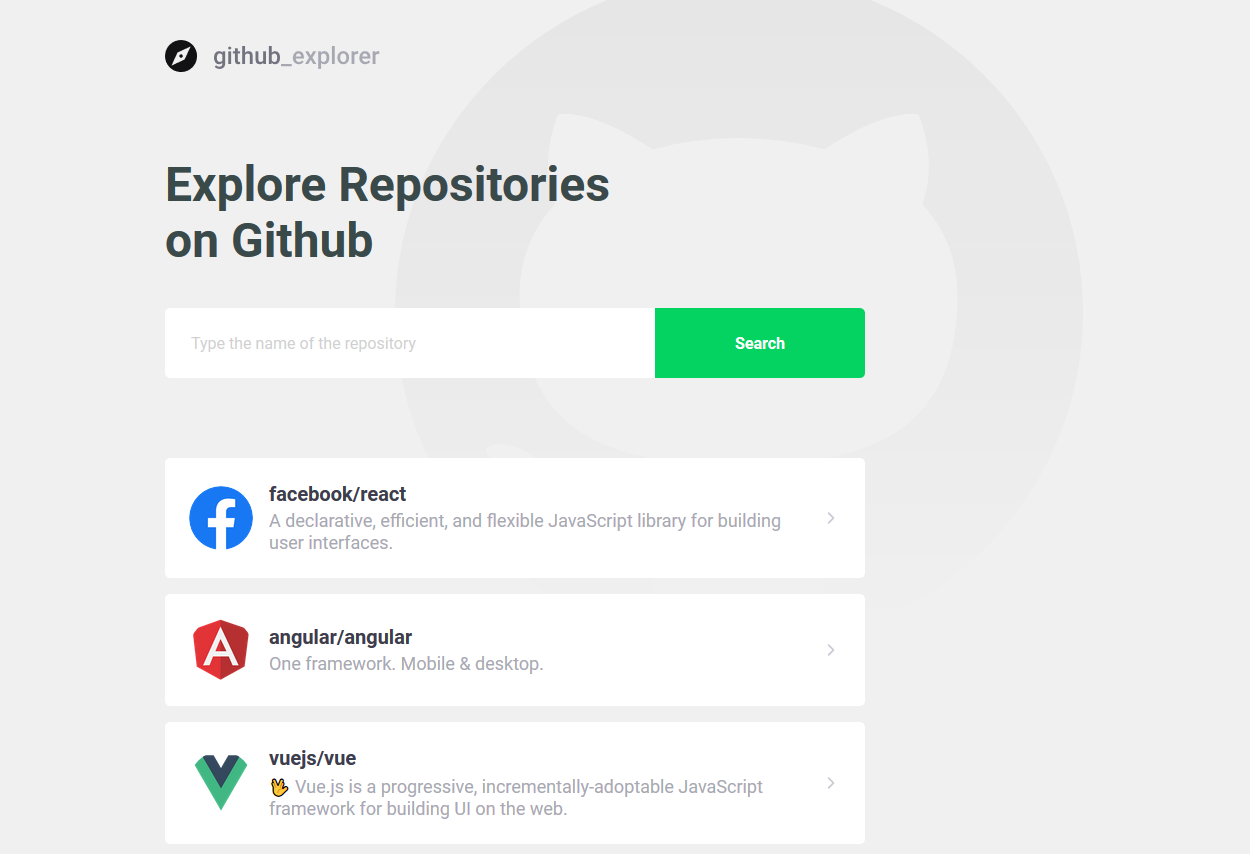 github_explorer
Explore Repositories
on Github
Type the name of the repository
Search
facebook/react
A declarative, efficient, and flexible JavaScript library for building
user interfaces.
angular/angular
One framework. Mobile & desktop.
vuejs/vue
🖖 Vue.js is a progressive, incrementally-adoptable JavaScript
framework for building UI on the web.